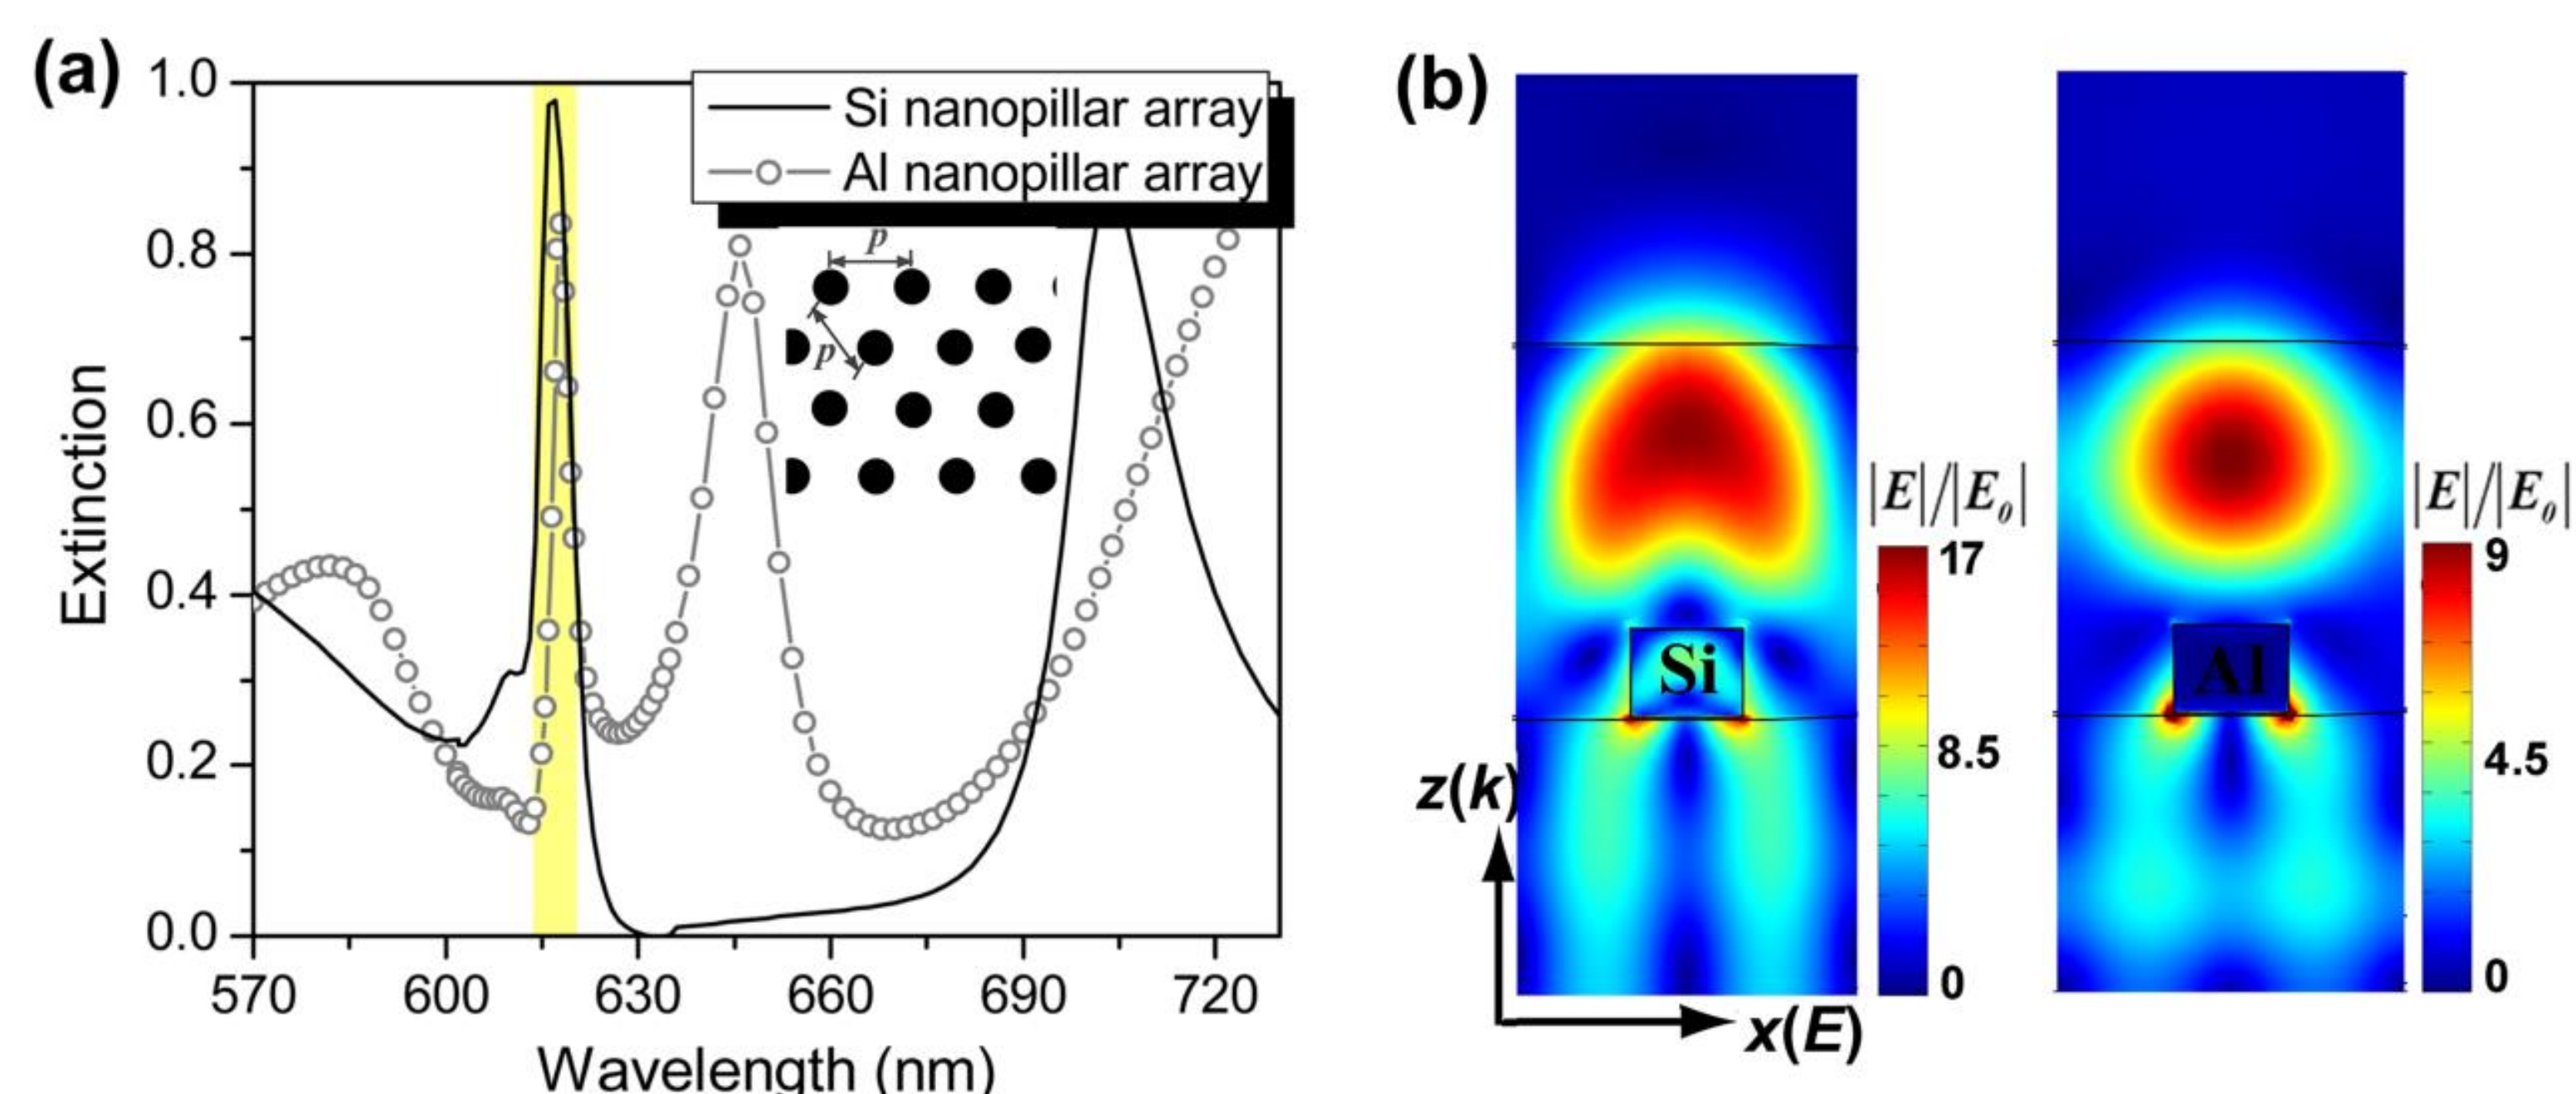 (a)
1.0
0.8
0.6
0.4
0.2
0.0
Extinction
570 600 630 660 690 720
Wavelength (nm)
Si nanopillar array
Al nanopillar array
p
p
(b)
Si
Al
z(k)
x(E)
|E|/|E₀|
17
8.5
0
|E|/|E₀|
9
4.5
0